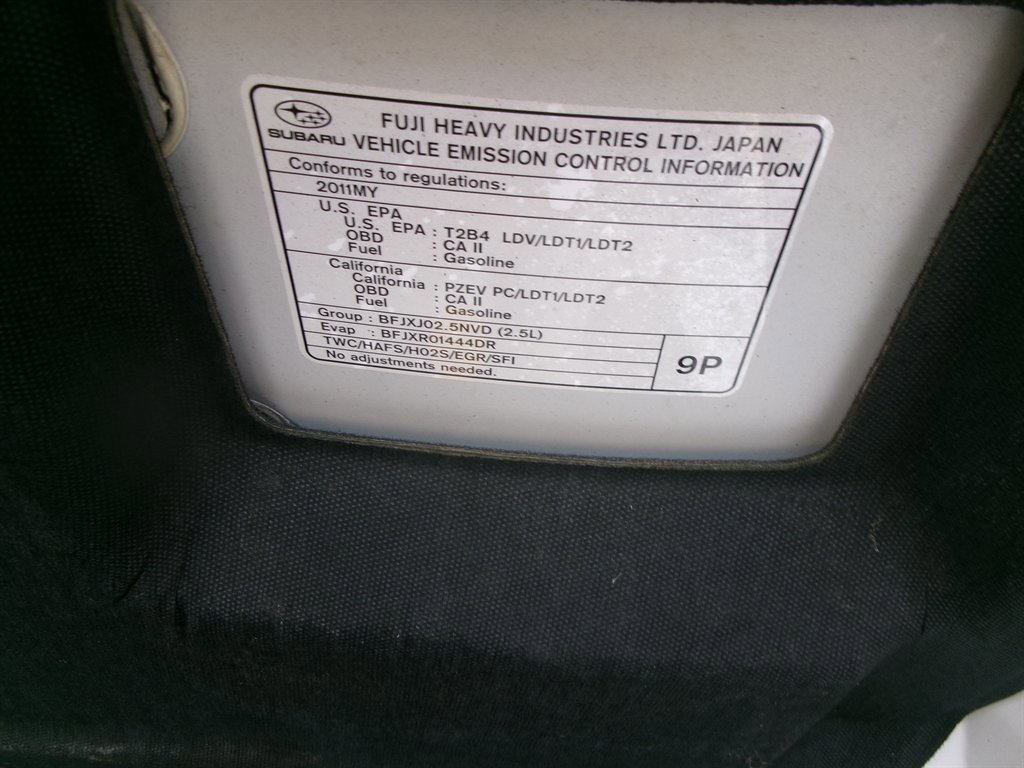 FUJI HEAVY INDUSTRIES LTD. JAPAN
SUBARU VEHICLE EMISSION CONTROL INFORMATION
Conforms to regulations:
2011MY
U.S. EPA
U.S. EPA : T2B4 LDV/LDT1/LDT2
OBD : CA II
Fuel : Gasoline
California
California : PZEV PC/LDT1/LDT2
OBD : CA II
Fuel : Gasoline
Group : BFJXJ02.5NVD (2.5L)
Evap : BFJXR01444DR
TWC/HAFS/HO2S/EGR/SFI
No adjustments needed.
9P